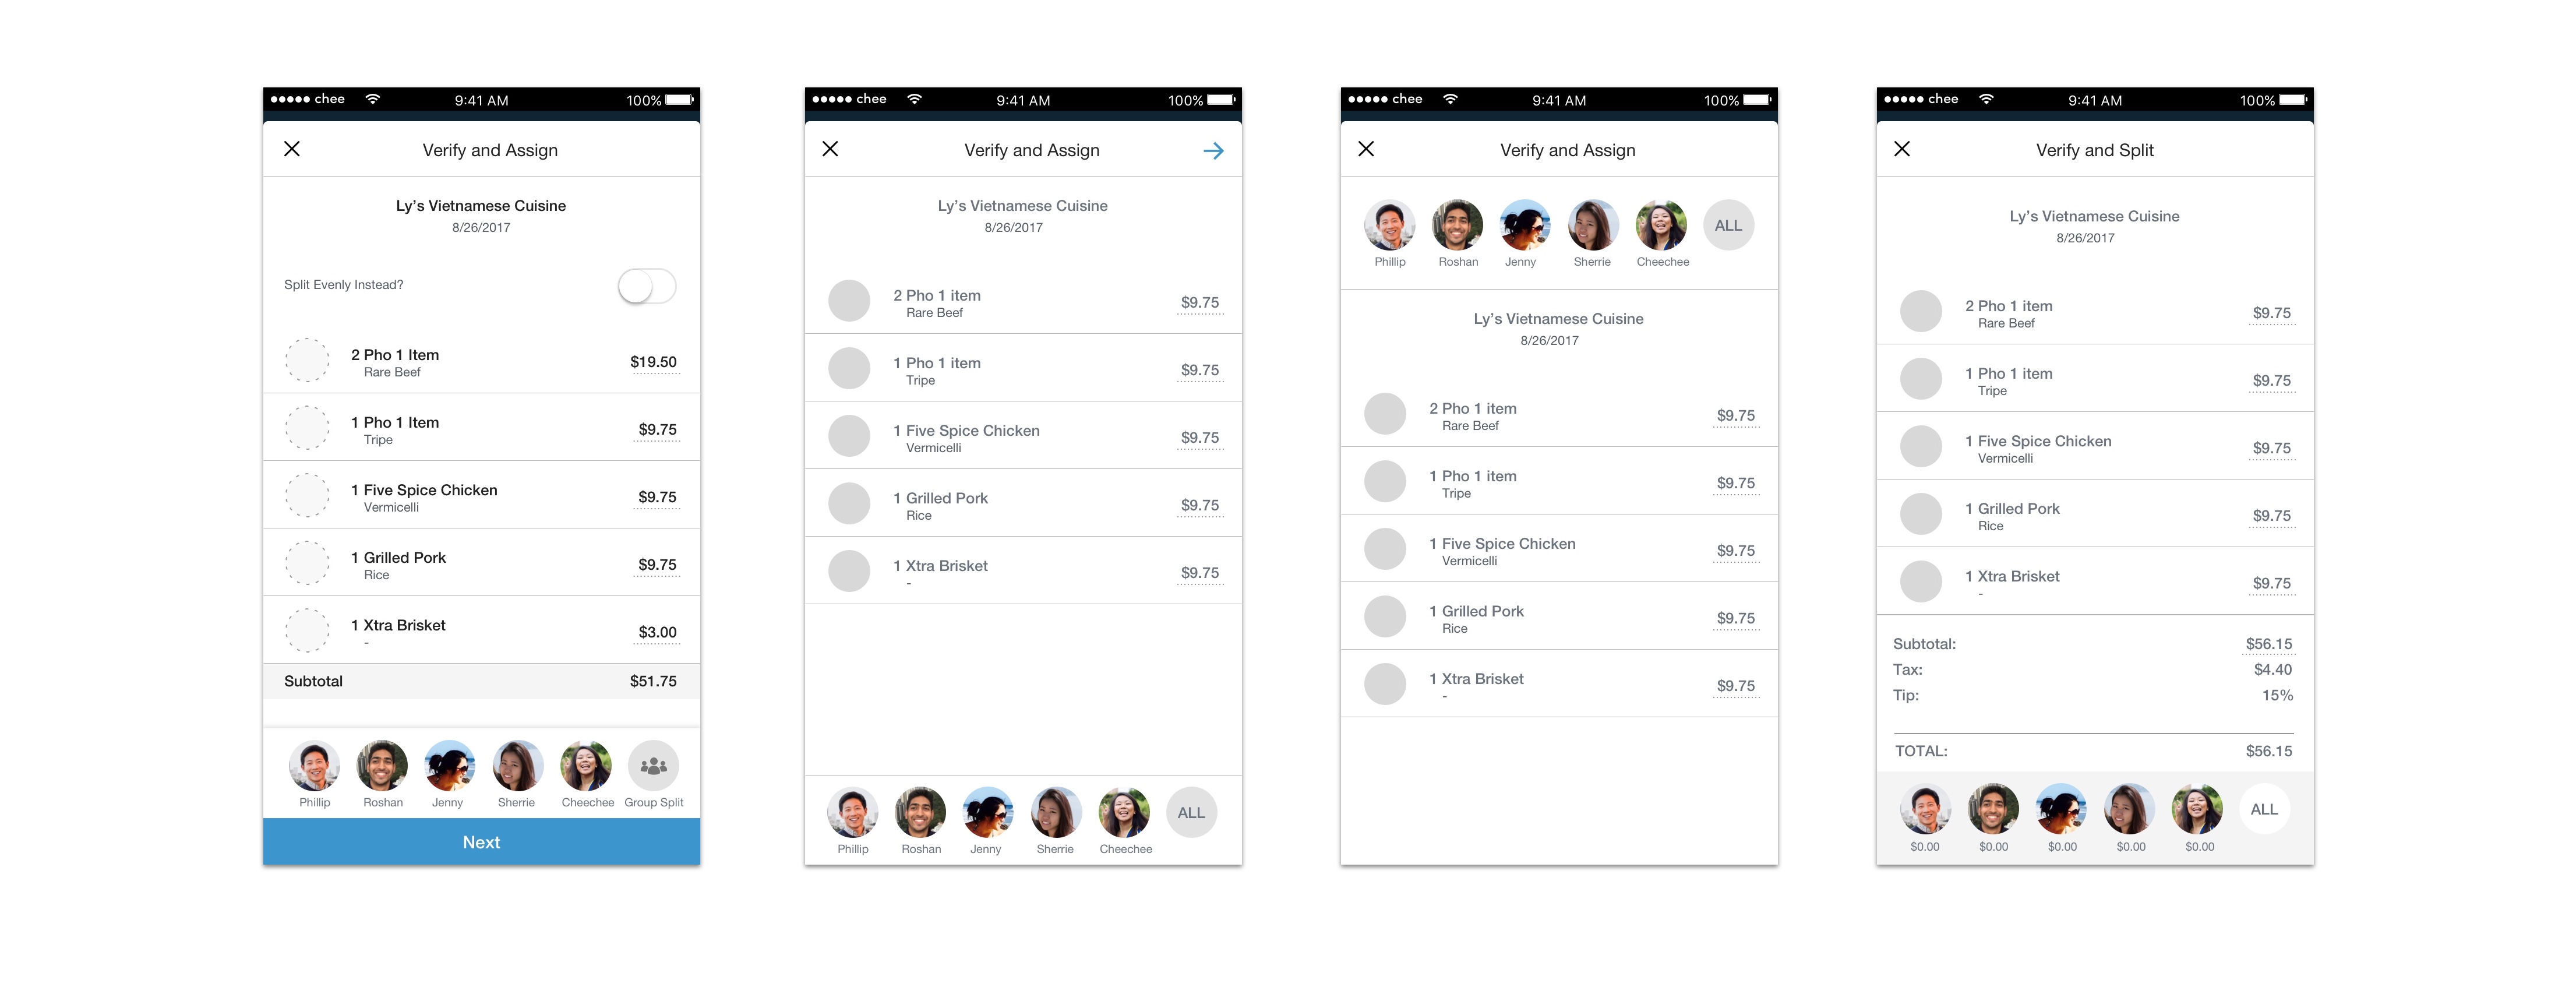 chee 9:41 AM 100%
Verify and Assign
Ly's Vietnamese Cuisine
8/26/2017
Split Evenly Instead?
2 Pho 1 Item $19.50
Rare Beef
1 Pho 1 Item $9.75
Tripe
1 Five Spice Chicken $9.75
Vermicelli
1 Grilled Pork $9.75
Rice
1 Xtra Brisket $3.00
-
Subtotal $51.75
Phillip Roshan Jenny Sherrie Cheechee Group Split
Next
chee 9:41 AM 100%
Verify and Assign
Ly's Vietnamese Cuisine
8/26/2017
2 Pho 1 item $9.75
Rare Beef
1 Pho 1 item $9.75
Tripe
1 Five Spice Chicken $9.75
Vermicelli
1 Grilled Pork $9.75
Rice
1 Xtra Brisket $9.75
-
ALL
Phillip Roshan Jenny Sherrie Cheechee
chee 9:41 AM 100%
Verify and Assign
ALL
Phillip Roshan Jenny Sherrie Cheechee
Ly's Vietnamese Cuisine
8/26/2017
2 Pho 1 item $9.75
Rare Beef
1 Pho 1 item $9.75
Tripe
1 Five Spice Chicken $9.75
Vermicelli
1 Grilled Pork $9.75
Rice
1 Xtra Brisket $9.75
-
chee 9:41 AM 100%
Verify and Split
Ly's Vietnamese Cuisine
8/26/2017
2 Pho 1 item $9.75
Rare Beef
1 Pho 1 item $9.75
Tripe
1 Five Spice Chicken $9.75
Vermicelli
1 Grilled Pork $9.75
Rice
1 Xtra Brisket $9.75
-
Subtotal: $56.15
Tax: $4.40
Tip: 15%
TOTAL: $56.15
ALL
$0.00 $0.00 $0.00 $0.00 $0.00